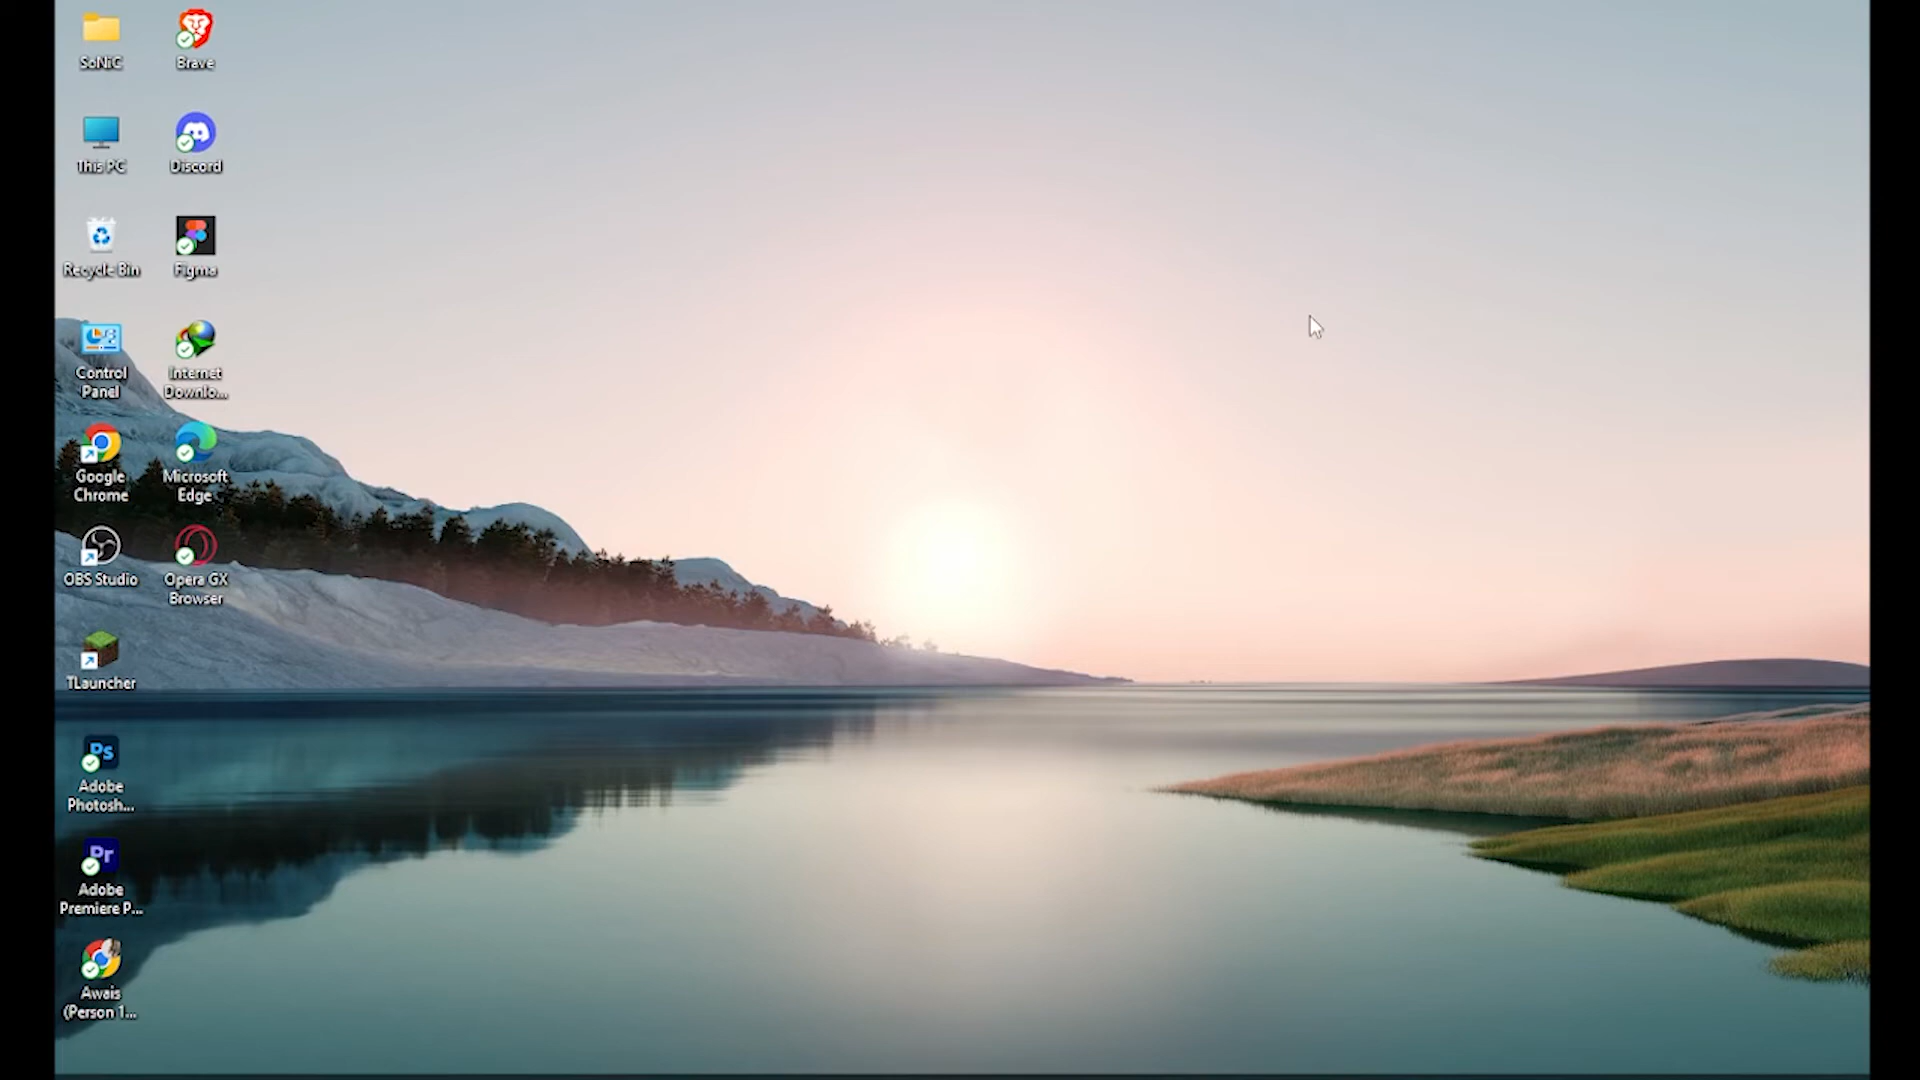 SoNiC
Brave
This PC
Discord
Recycle Bin
Figma
Control
Panel
Internet
Downlo...
Google
Chrome
Microsoft
Edge
OBS Studio
Opera GX
Browser
TLauncher
Ps
Adobe
Photosh...
Pr
Adobe
Premiere P...
Awais
(Person 1...